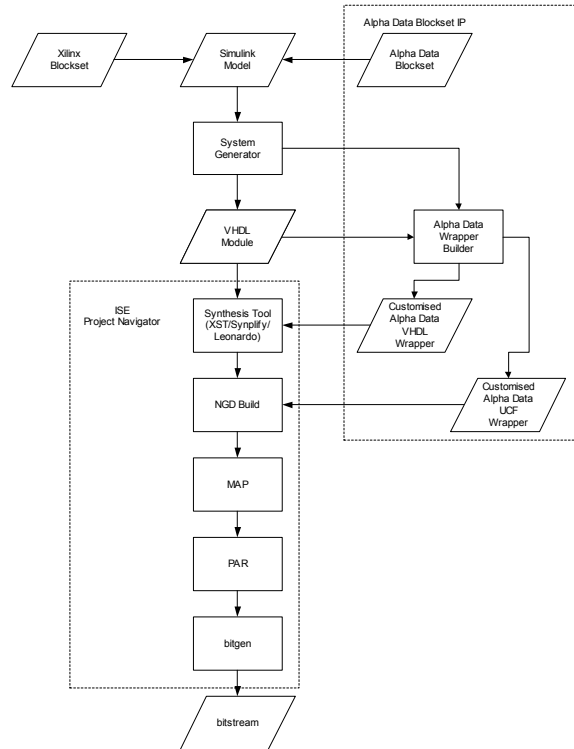 Alpha Data Blockset IP
Xilinx
Blockset
Simulink
Model
Alpha Data
Blockset
System
Generator
VHDL
Module
Alpha Data
Wrapper
Builder
ISE
Project Navigator
Synthesis Tool
(XST/Synplify/
Leonardo)
Customised
Alpha Data
VHDL
Wrapper
NGD Build
Customised
Alpha Data
UCF
Wrapper
MAP
PAR
bitgen
bitstream